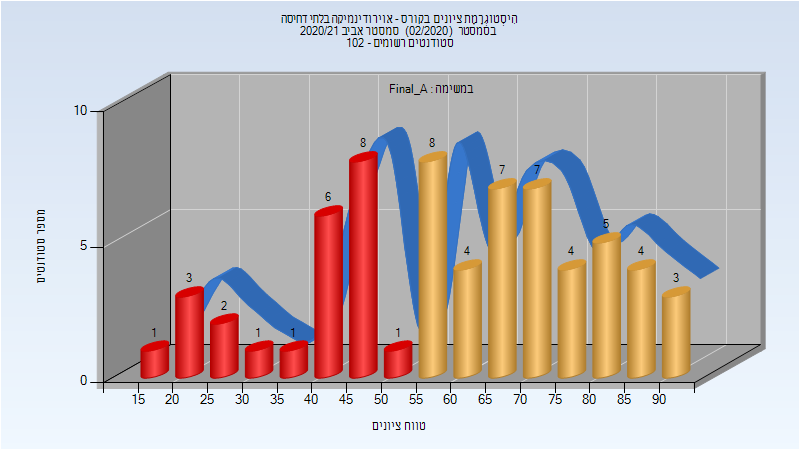 היסטוגרמת ציונים בקורס - אוירודינמיקה בלתי דחיסה
בסמסטר (02/2020) סמסטר אביב 2020/21
סטודנטים רשומים - 102
במשימה : Final_A
מספר סטודנטים
10
5
0
1
3
2
1
1
6
8
1
8
4
7
7
4
5
4
3
15 20 25 30 35 40 45 50 55 60 65 70 75 80 85 90
טווח ציונים